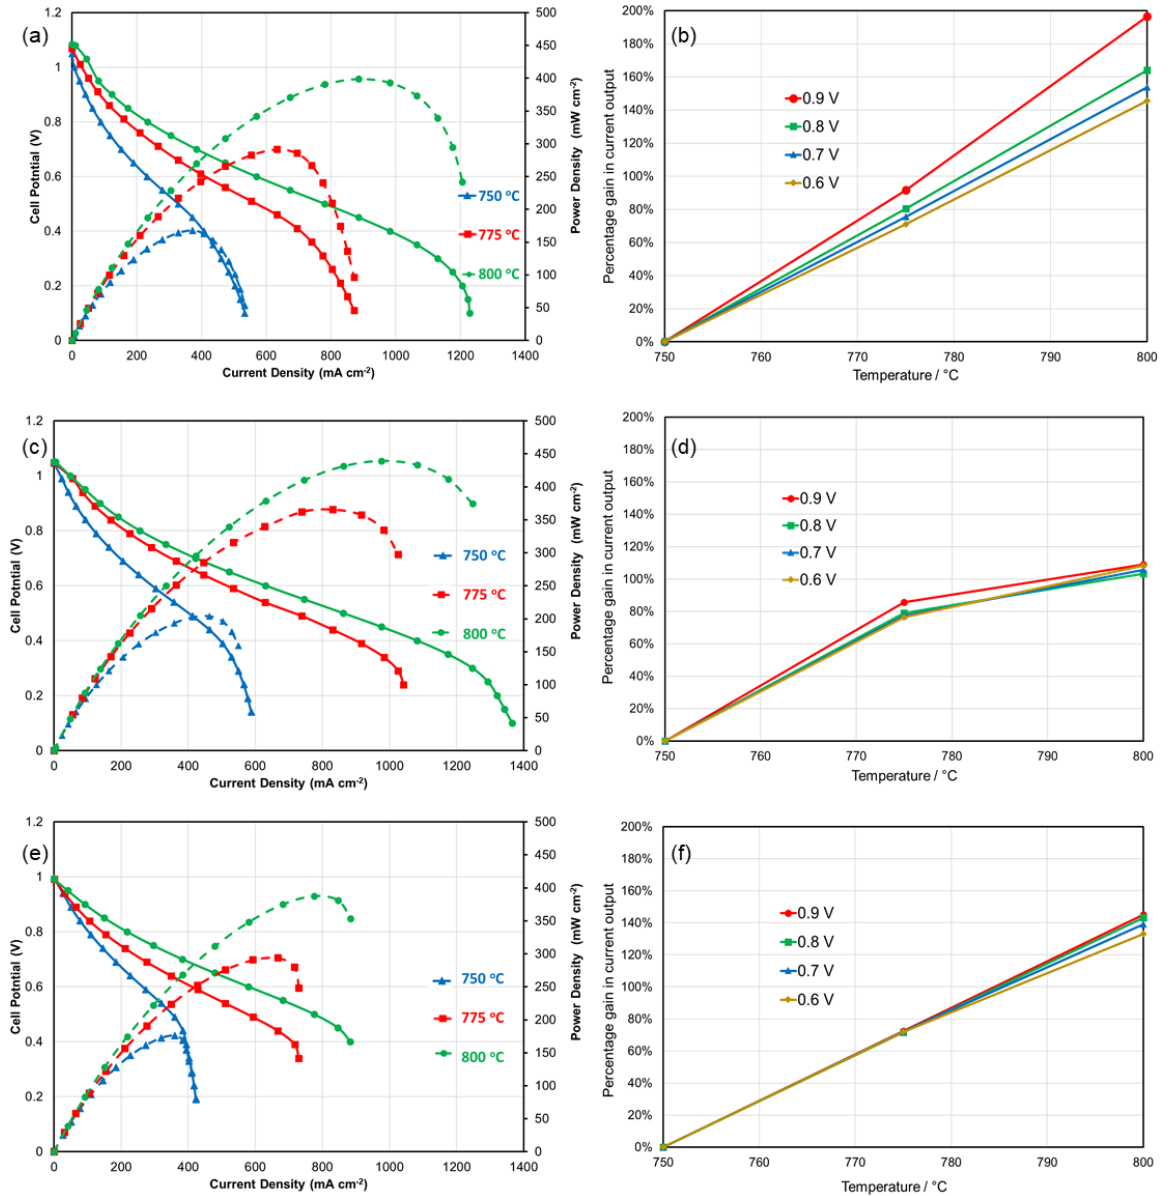 (a)
1.2
1
0.8
0.6
0.4
0.2
0
Cell Potential (V)
0 200 400 600 800 1000 1200 1400
Current Density (mA cm-2)
500
450
400
350
300
250
200
150
100
50
0
Power Density (mW cm-2)
750 °C
775 °C
800 °C
(b)
200%
180%
160%
140%
120%
100%
80%
60%
40%
20%
0%
Percentage gain in current output
0.9 V
0.8 V
0.7 V
0.6 V
750 760 770 780 790 800
Temperature / °C
(c)
1.2
1
0.8
0.6
0.4
0.2
0
Cell Potential (V)
0 200 400 600 800 1000 1200 1400
Current Density (mA cm-2)
500
450
400
350
300
250
200
150
100
50
0
Power Density (mW cm-2)
750 °C
775 °C
800 °C
(d)
200%
180%
160%
140%
120%
100%
80%
60%
40%
20%
0%
Percentage gain in current output
0.9 V
0.8 V
0.7 V
0.6 V
750 760 770 780 790 800
Temperature / °C
(e)
1.2
1
0.8
0.6
0.4
0.2
0
Cell Potential (V)
0 200 400 600 800 1000 1200 1400
Current Density (mA cm-2)
500
450
400
350
300
250
200
150
100
50
0
Power Density (mW cm-2)
750 °C
775 °C
800 °C
(f)
200%
180%
160%
140%
120%
100%
80%
60%
40%
20%
0%
Percentage gain in current output
0.9 V
0.8 V
0.7 V
0.6 V
750 760 770 780 790 800
Temperature / °C